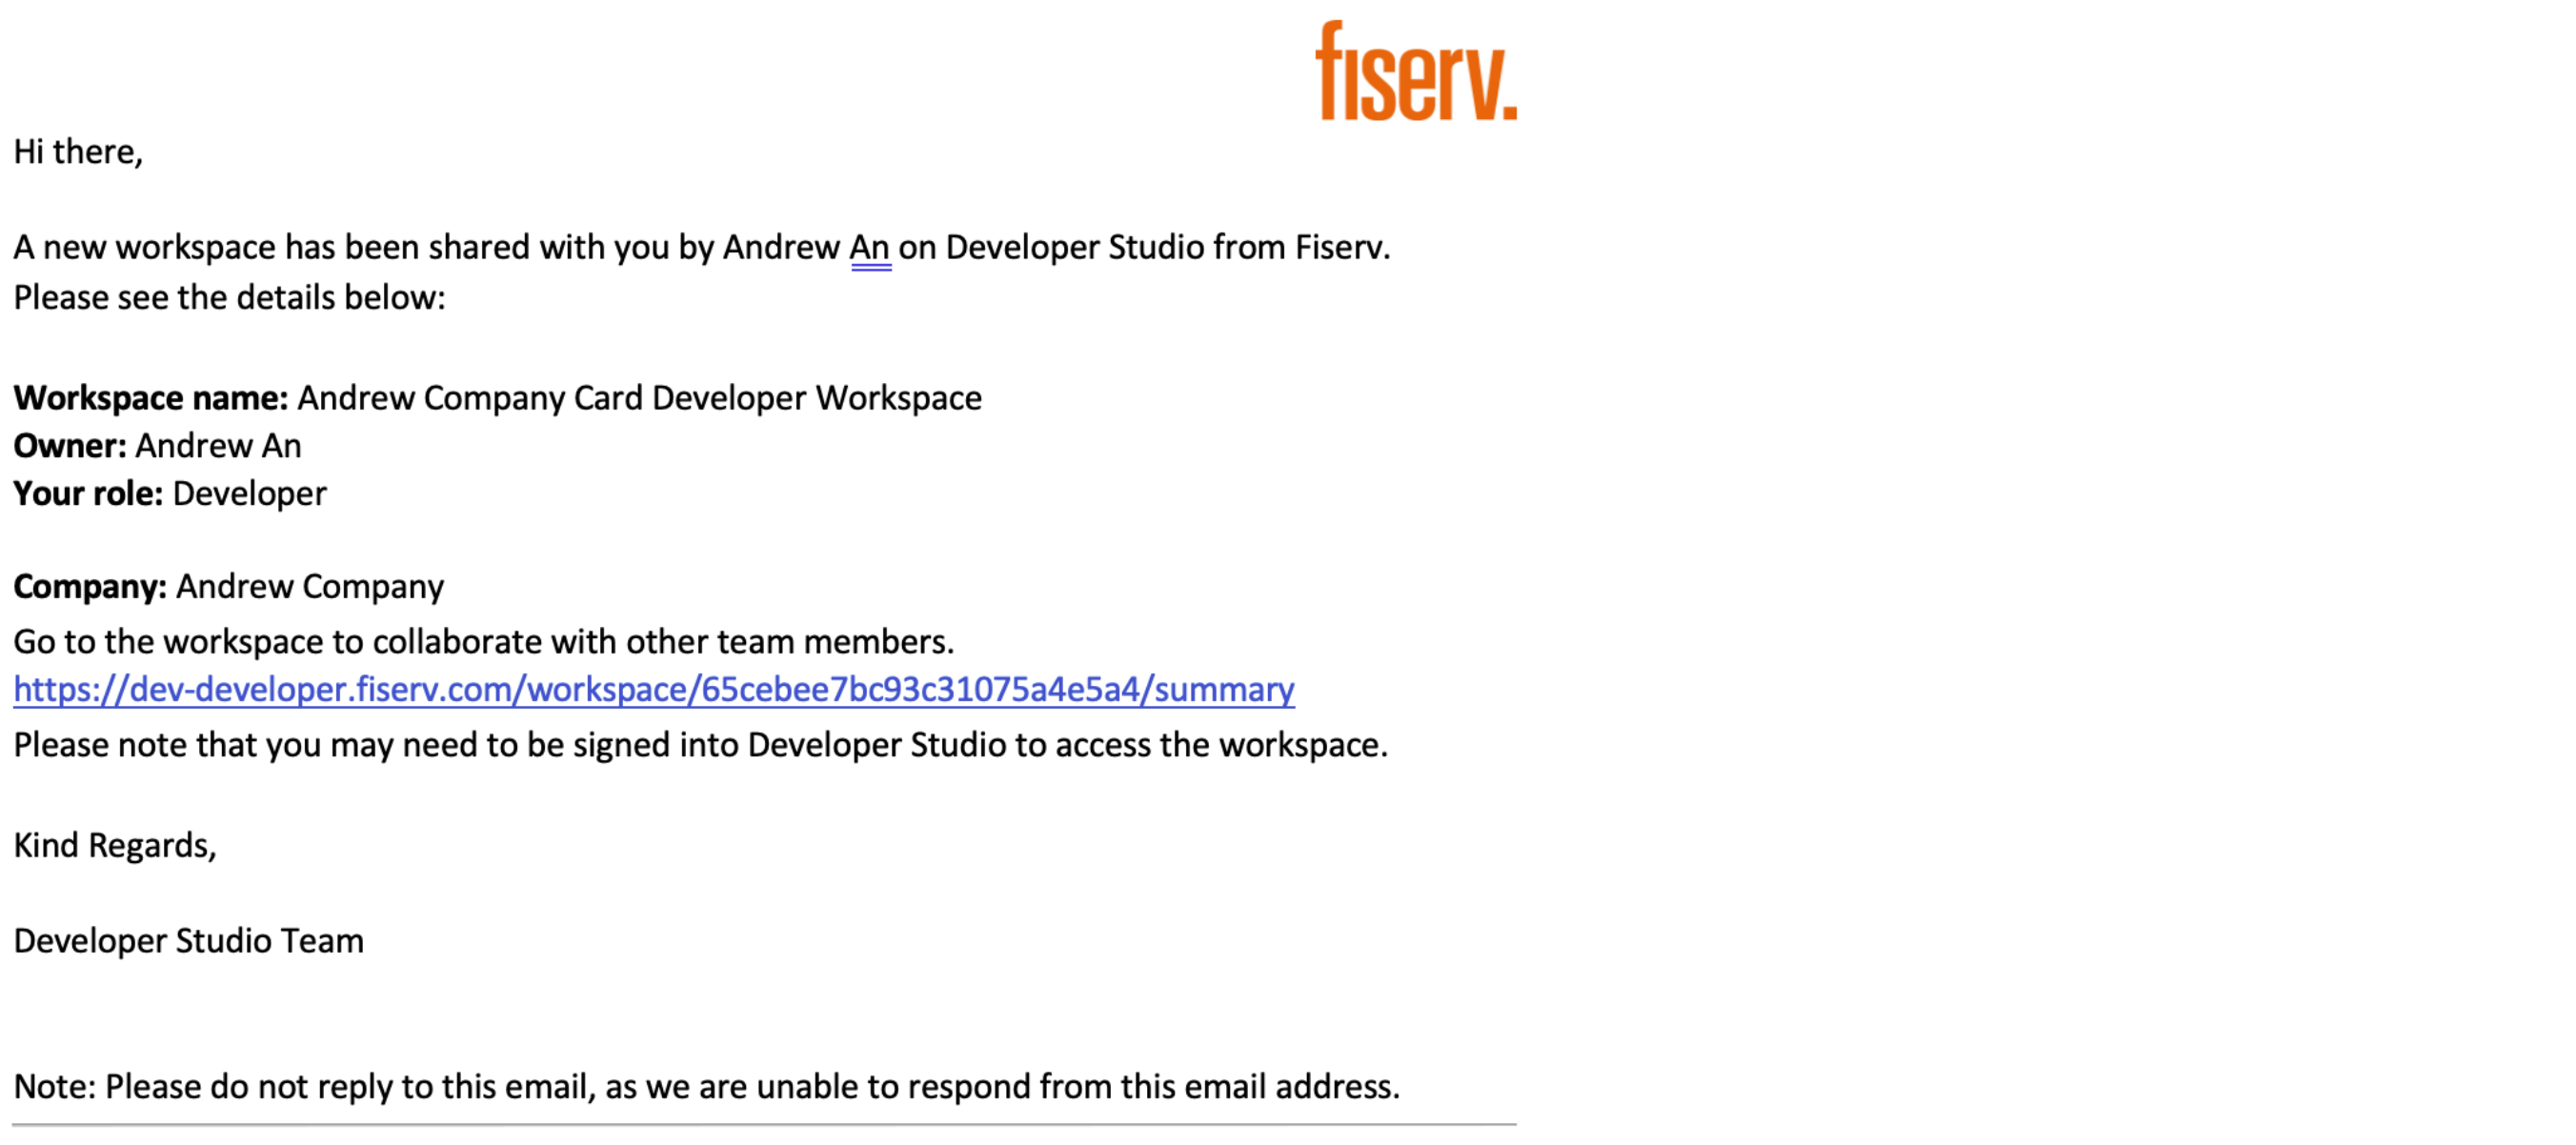 fiserv.
Hi there,
A new workspace has been shared with you by Andrew An on Developer Studio from Fiserv.
Please see the details below:
Workspace name: Andrew Company Card Developer Workspace
Owner: Andrew An
Your role: Developer
Company: Andrew Company
Go to the workspace to collaborate with other team members.
https://dev-developer.fiserv.com/workspace/65cebee7bc93c31075a4e5a4/summary
Please note that you may need to be signed into Developer Studio to access the workspace.
Kind Regards,
Developer Studio Team
Note: Please do not reply to this email, as we are unable to respond from this email address.